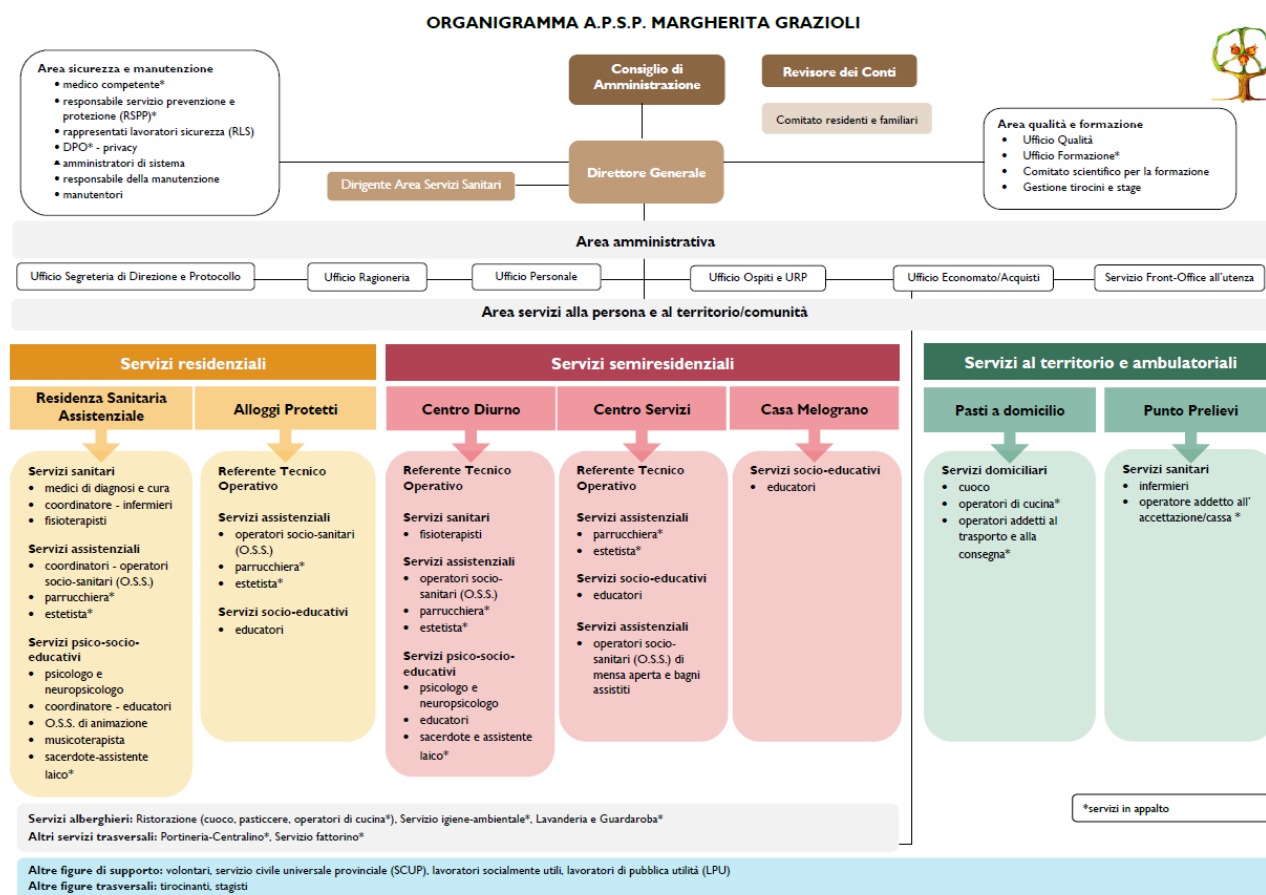 ORGANIGRAMMA A.P.S.P. MARGHERITA GRAZIOLI
Area sicurezza e manutenzione
• medico competente*
• responsabile servizio prevenzione e
protezione (RSPP)*
• rappresentati lavoratori sicurezza (RLS)
• DPO* - privacy
▲ amministratori di sistema
• responsabile della manutenzione
• manutentori
Consiglio di
Amministrazione
Revisore dei Conti
Comitato residenti e familiari
Direttore Generale
Dirigente Area Servizi Sanitari
Area qualità e formazione
• Ufficio Qualità
• Ufficio Formazione*
• Comitato scientifico per la formazione
• Gestione tirocini e stage
Area amministrativa
Ufficio Segreteria di Direzione e Protocollo
Ufficio Ragioneria
Ufficio Personale
Ufficio Ospiti e URP
Ufficio Economato/Acquisti
Servizio Front-Office all'utenza
Area servizi alla persona e al territorio/comunità
Servizi residenziali
Residenza Sanitaria
Assistenziale
Servizi sanitari
• medici di diagnosi e cura
• coordinatore - infermieri
• fisioterapisti
Servizi assistenziali
• coordinatori - operatori
socio-sanitari (O.S.S.)
• parrucchiera*
• estetista*
Servizi psico-socio-
educativi
• psicologo e
neuropsicologo
• coordinatore - educatori
• O.S.S. di animazione
• musicoterapista
• sacerdote-assistente
laico*
Alloggi Protetti
Referente Tecnico
Operativo
Servizi assistenziali
• operatori socio-sanitari
(O.S.S.)
• parrucchiera*
• estetista*
Servizi socio-educativi
• educatori
Servizi semiresidenziali
Centro Diurno
Referente Tecnico
Operativo
Servizi sanitari
• fisioterapisti
Servizi assistenziali
• operatori socio-
sanitari (O.S.S.)
• parrucchiera*
• estetista*
Servizi psico-socio-
educativi
• psicologo e
neuropsicologo
• educatori
• sacerdote e assistente
laico*
Centro Servizi
Referente Tecnico
Operativo
Servizi assistenziali
• parrucchiera*
• estetista*
Servizi socio-educativi
• educatori
Servizi assistenziali
• operatori socio-
sanitari (O.S.S.) di
mensa aperta e bagni
assistiti
Casa Melograno
Servizi socio-educativi
• educatori
Servizi al territorio e ambulatoriali
Pasti a domicilio
Servizi domiciliari
• cuoco
• operatori di cucina*
• operatori addetti al
trasporto e alla
consegna*
Punto Prelievi
Servizi sanitari
• infermieri
• operatore addetto all'
accettazione/cassa *
*servizi in appalto
Servizi alberghieri: Ristorazione (cuoco, pasticcere, operatori di cucina*), Servizio igiene-ambientale*, Lavanderia e Guardaroba*
Altri servizi trasversali: Portineria-Centralino*, Servizio fattorino*
Altre figure di supporto: volontari, servizio civile universale provinciale (SCUP), lavoratori socialmente utili, lavoratori di pubblica utilità (LPU)
Altre figure trasversali: tirocinanti, stagisti